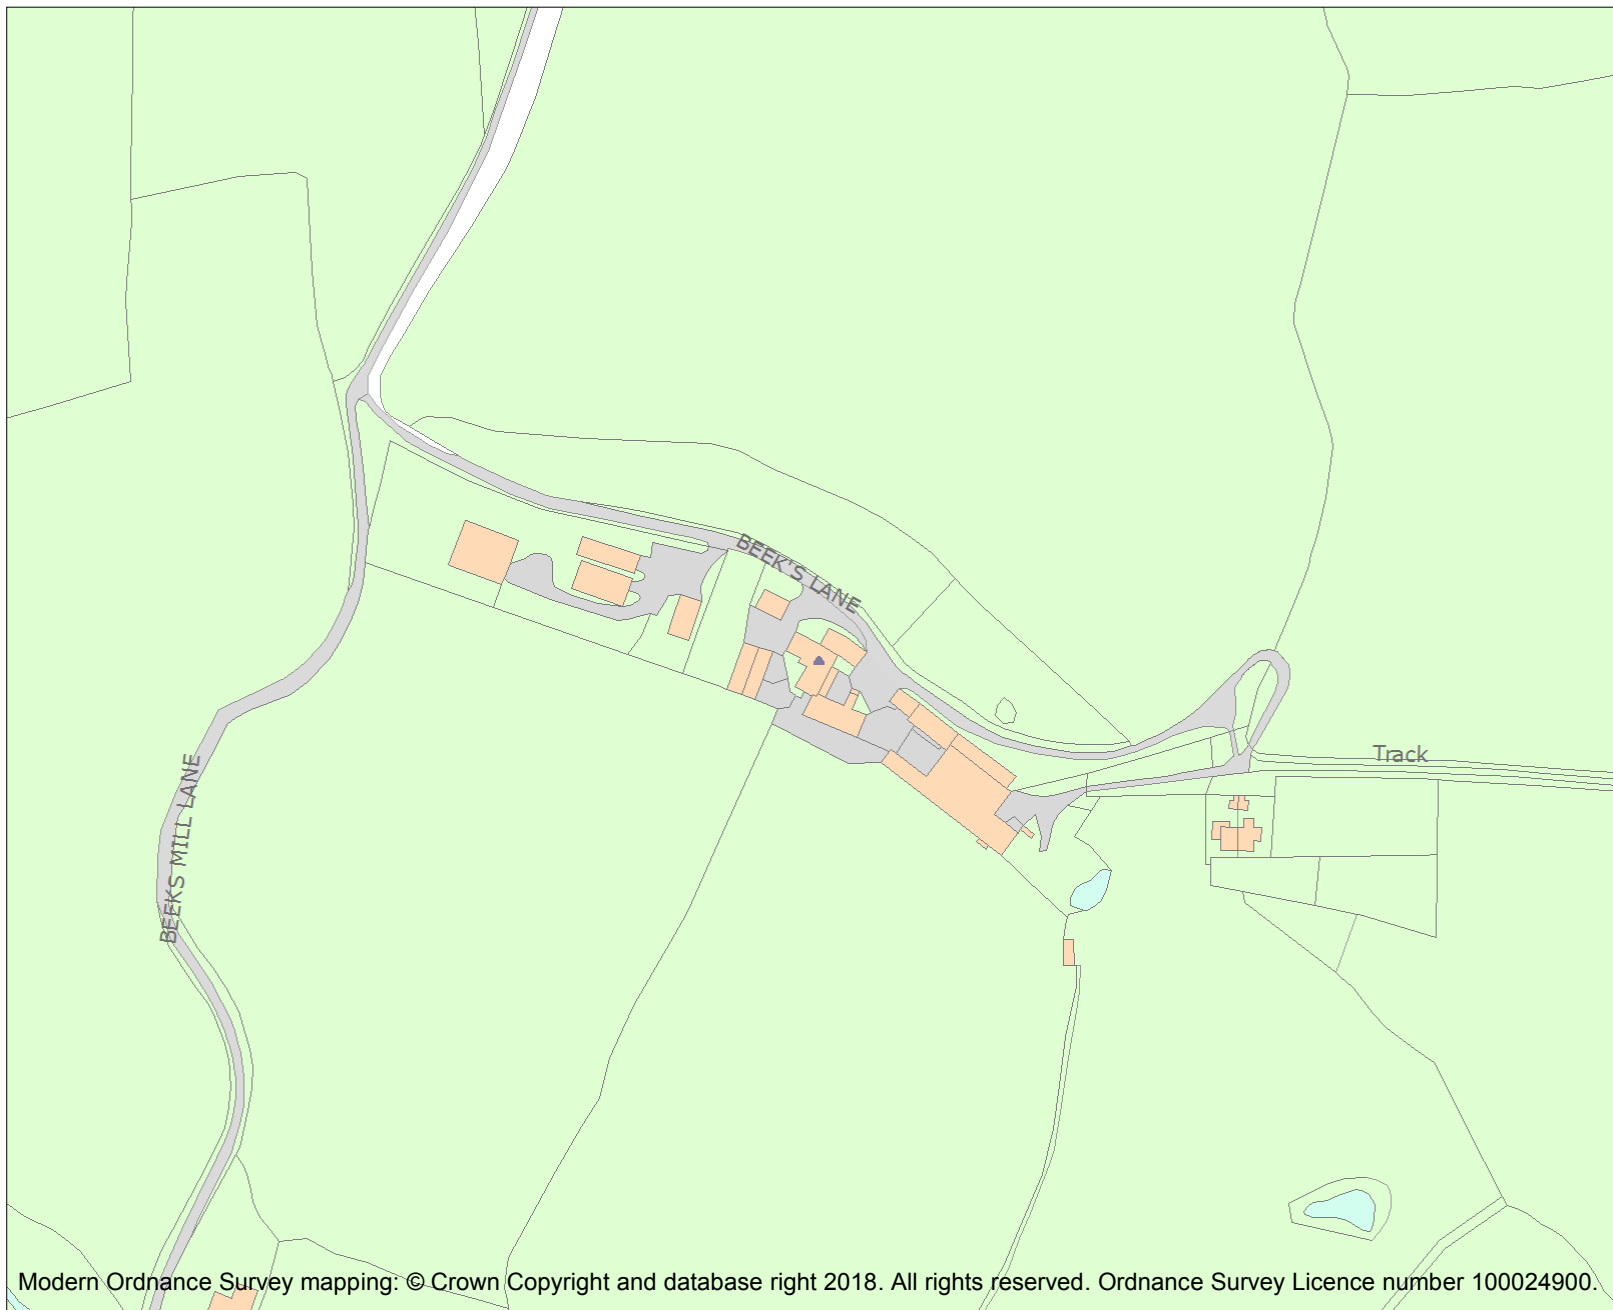 BEEK'S LANE
Track
BEEKS MILL LANE
Modern Ordnance Survey mapping: © Crown Copyright and database right 2018. All rights reserved. Ordnance Survey Licence number 100024900.